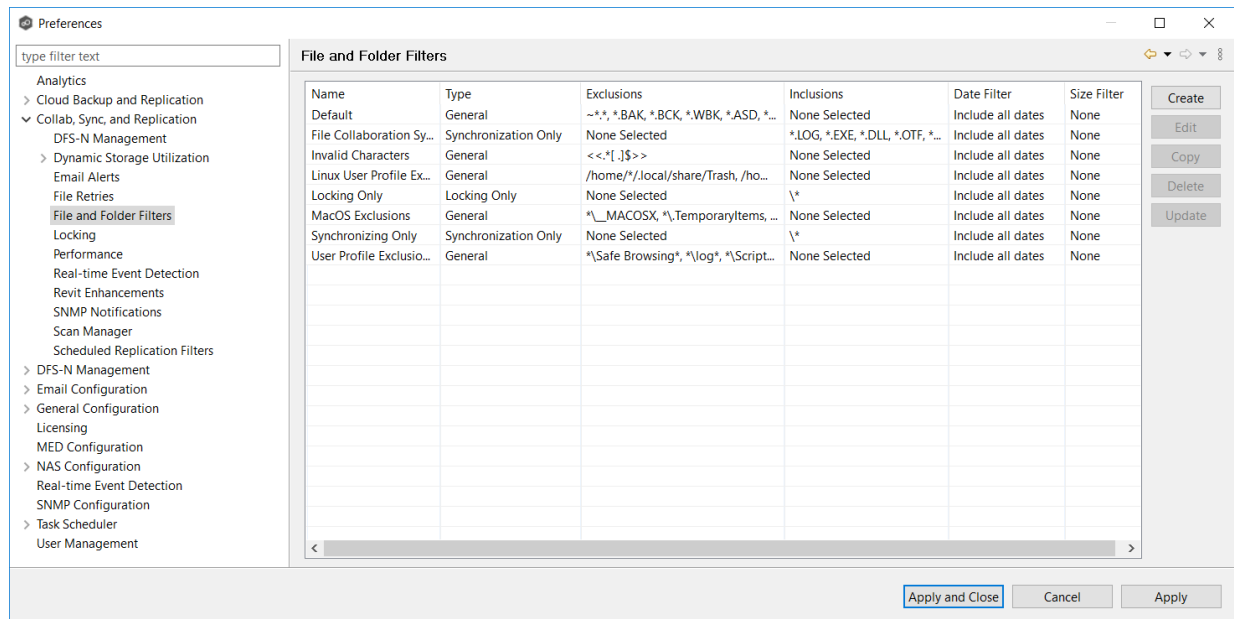 Preferences
type filter text
Analytics
Cloud Backup and Replication
Collab, Sync, and Replication
DFS-N Management
Dynamic Storage Utilization
Email Alerts
File Retries
File and Folder Filters
Locking
Performance
Real-time Event Detection
Revit Enhancements
SNMP Notifications
Scan Manager
Scheduled Replication Filters
DFS-N Management
Email Configuration
General Configuration
Licensing
MED Configuration
NAS Configuration
Real-time Event Detection
SNMP Configuration
Task Scheduler
User Management
File and Folder Filters
Name Type Exclusions Inclusions Date Filter Size Filter
Default General ~*.*, *.BAK, *.BCK, *.WBK, *.ASD, *... None Selected Include all dates None
File Collaboration Sy... Synchronization Only None Selected *.LOG, *.EXE, *.DLL, *.OTF, *... Include all dates None
Invalid Characters General <<.*[ .]$>> None Selected Include all dates None
Linux User Profile Ex... General /home/*/.local/share/Trash, /ho... None Selected Include all dates None
Locking Only Locking Only None Selected \* Include all dates None
MacOS Exclusions General *\__MACOSX, *\.TemporaryItems, ... None Selected Include all dates None
Synchronizing Only Synchronization Only None Selected \* Include all dates None
User Profile Exclusio... General *\Safe Browsing*, *\log*, *\Script... None Selected Include all dates None
Create
Edit
Copy
Delete
Update
Apply and Close Cancel Apply